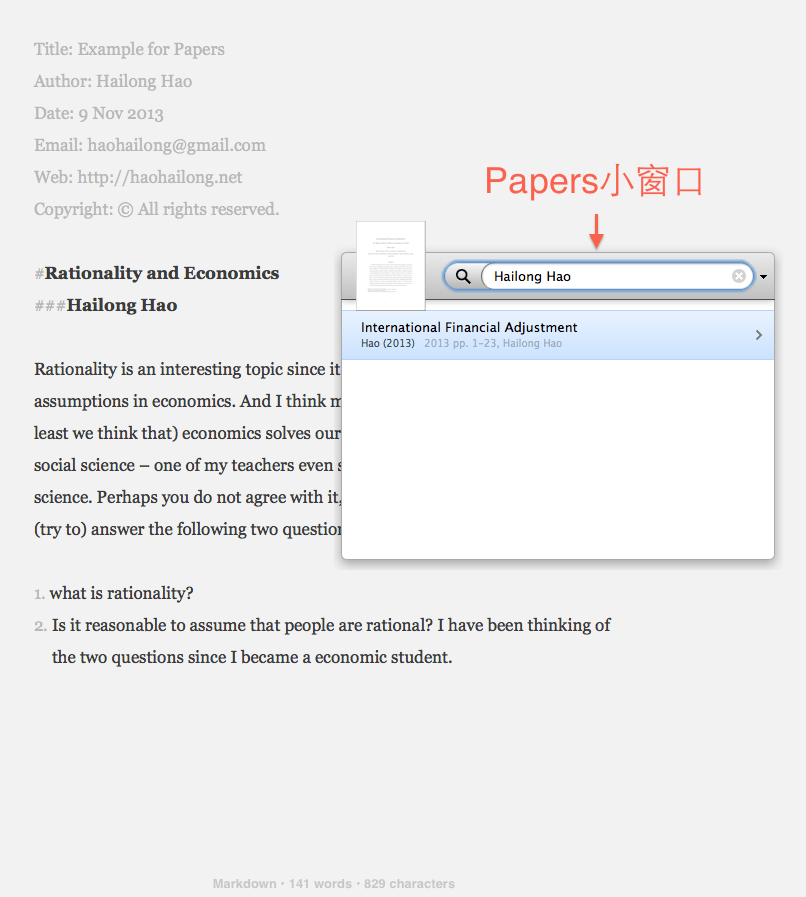 Title: Example for Papers
Author: Hailong Hao
Date: 9 Nov 2013
Email: haohailong@gmail.com
Web: http://haohailong.net
Copyright: © All rights reserved.
Papers小窗口
#Rationality and Economics
###Hailong Hao
Hailong Hao
International Financial Adjustment
Hao (2013) 2013 pp. 1–23, Hailong Hao
Rationality is an interesting topic since it
assumptions in economics. And I think
least we think that) economics solves our
social science – one of my teachers even
science. Perhaps you do not agree with it,
(try to) answer the following two
1. what is rationality?
2. Is it reasonable to assume that people are rational? I have been thinking of
the two questions since I became a economic student.
Markdown • 141 words • 829 characters